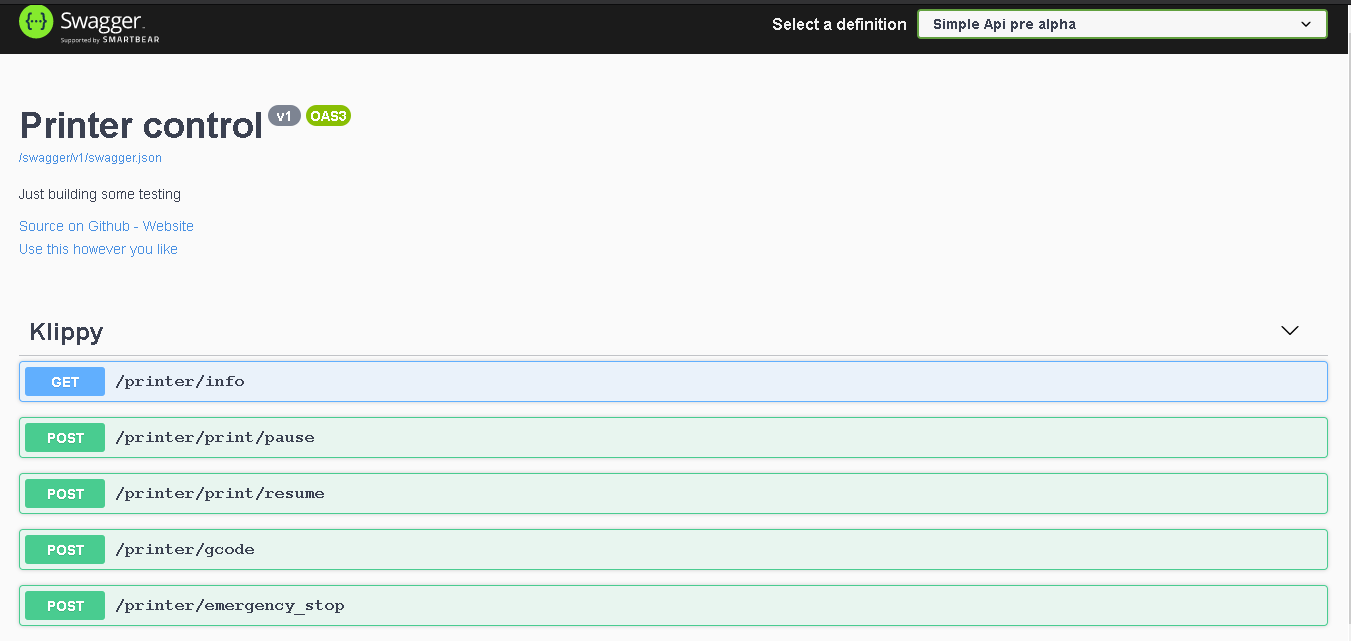 Swagger
Supported by SMARTBEAR
Select a definition
Simple Api pre alpha
Printer control v1 OAS3
/swagger/v1/swagger.json
Just building some testing
Source on Github - Website
Use this however you like
Klippy
GET /printer/info
POST /printer/print/pause
POST /printer/print/resume
POST /printer/gcode
POST /printer/emergency_stop